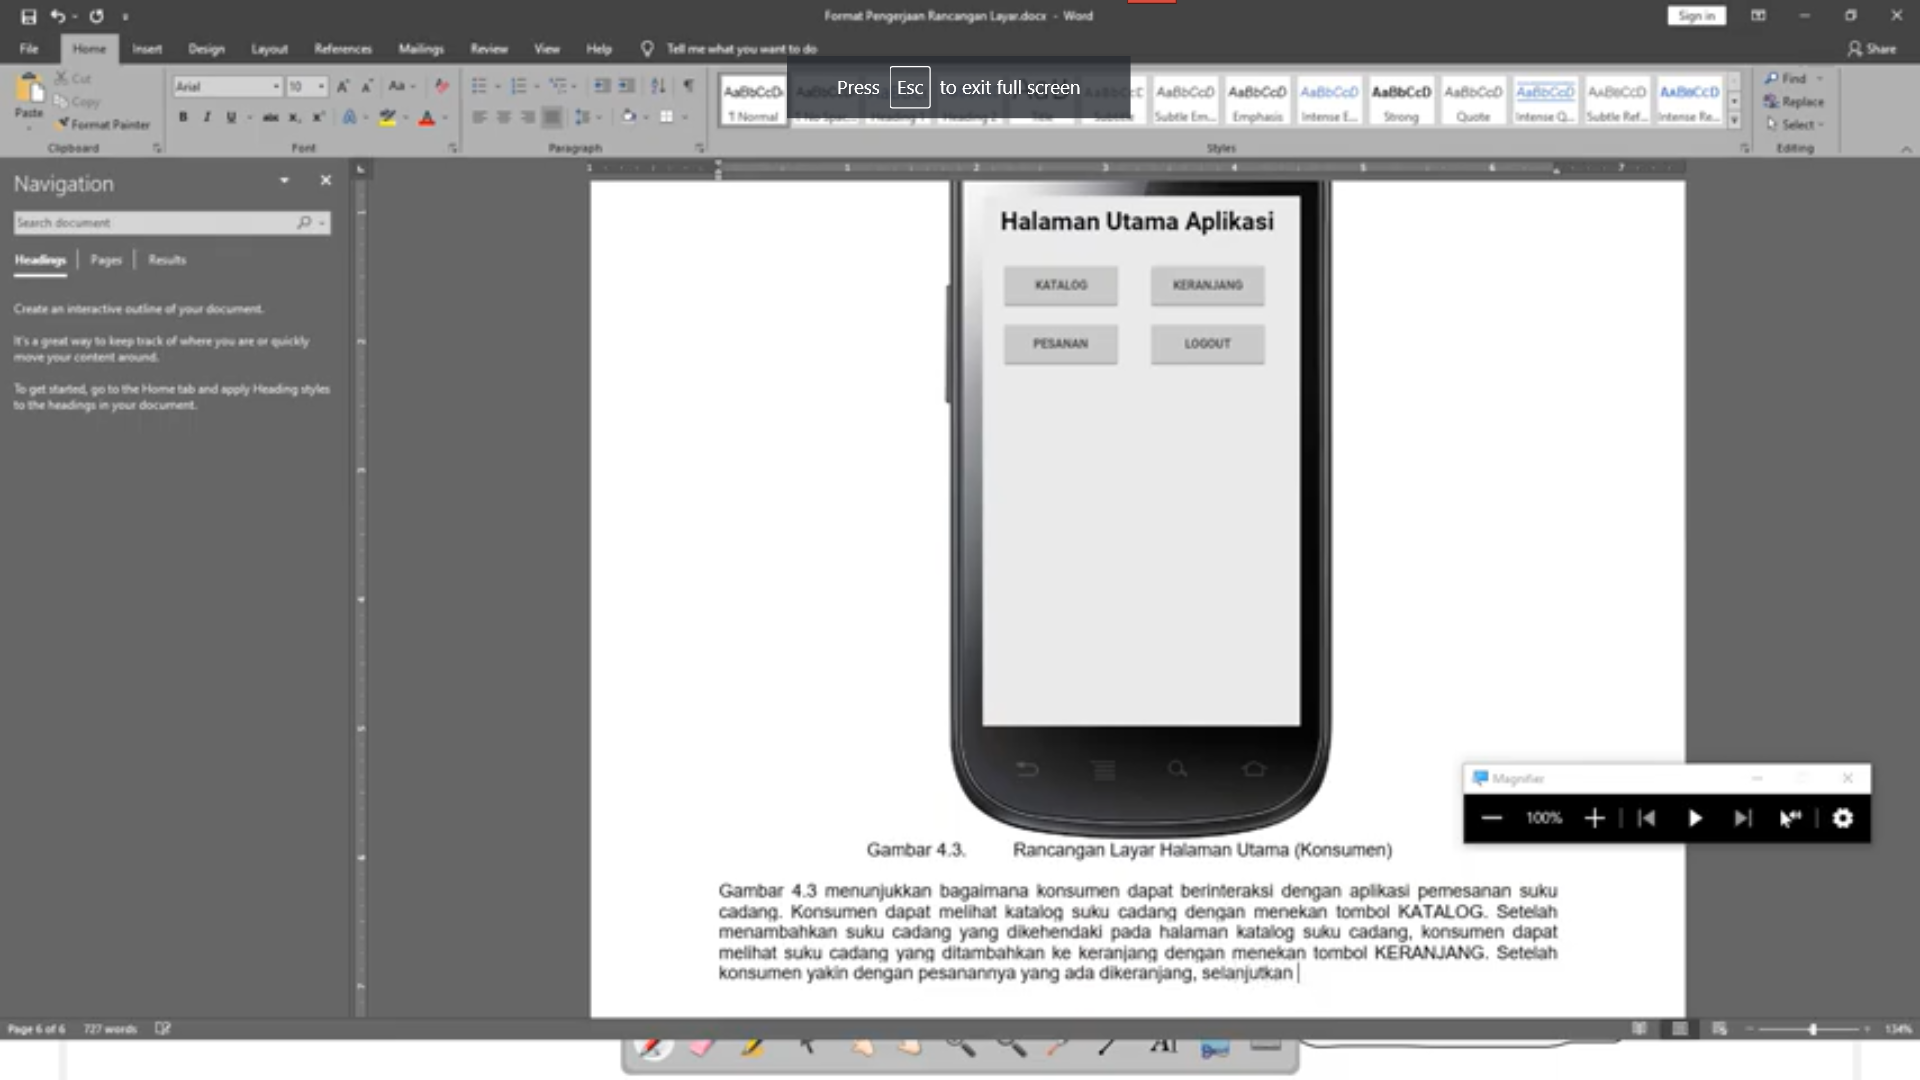 Format Pengerjaan Rancangan Layar.docx - Word
Sign in
File Home Insert Design Layout References Mailings Review View Help Tell me what you want to do
Share
Press Esc to exit full screen
Paste
Cut
Copy
Format Painter
Clipboard
Arial 10
Font
Paragraph
AaBbCcD AaBbCcD AaBbCcD AaBbCcD AaBbCcD AaBbCcD AaBbCcD AaBbCcD AaBbCcD
¶ Normal Subtle Em... Emphasis Intense E... Strong Quote Intense Q... Subtle Ref... Intense Re...
Styles
Find
Replace
Select
Editing
Navigation
Search document
Headings Pages Results
Create an interactive outline of your document.
It's a great way to keep track of where you are or quickly
move your content around.
To get started, go to the Home tab and apply Heading styles
to the headings in your document.
Halaman Utama Aplikasi
KATALOG KERANJANG
PESANAN LOGOUT
Gambar 4.3. Rancangan Layar Halaman Utama (Konsumen)
Gambar 4.3 menunjukkan bagaimana konsumen dapat berinteraksi dengan aplikasi pemesanan suku
cadang. Konsumen dapat melihat katalog suku cadang dengan menekan tombol KATALOG. Setelah
menambahkan suku cadang yang dikehendaki pada halaman katalog suku cadang, konsumen dapat
melihat suku cadang yang ditambahkan ke keranjang dengan menekan tombol KERANJANG. Setelah
konsumen yakin dengan pesanannya yang ada dikeranjang, selanjutkan
Magnifier
100%
Page 6 of 6 727 words
134%